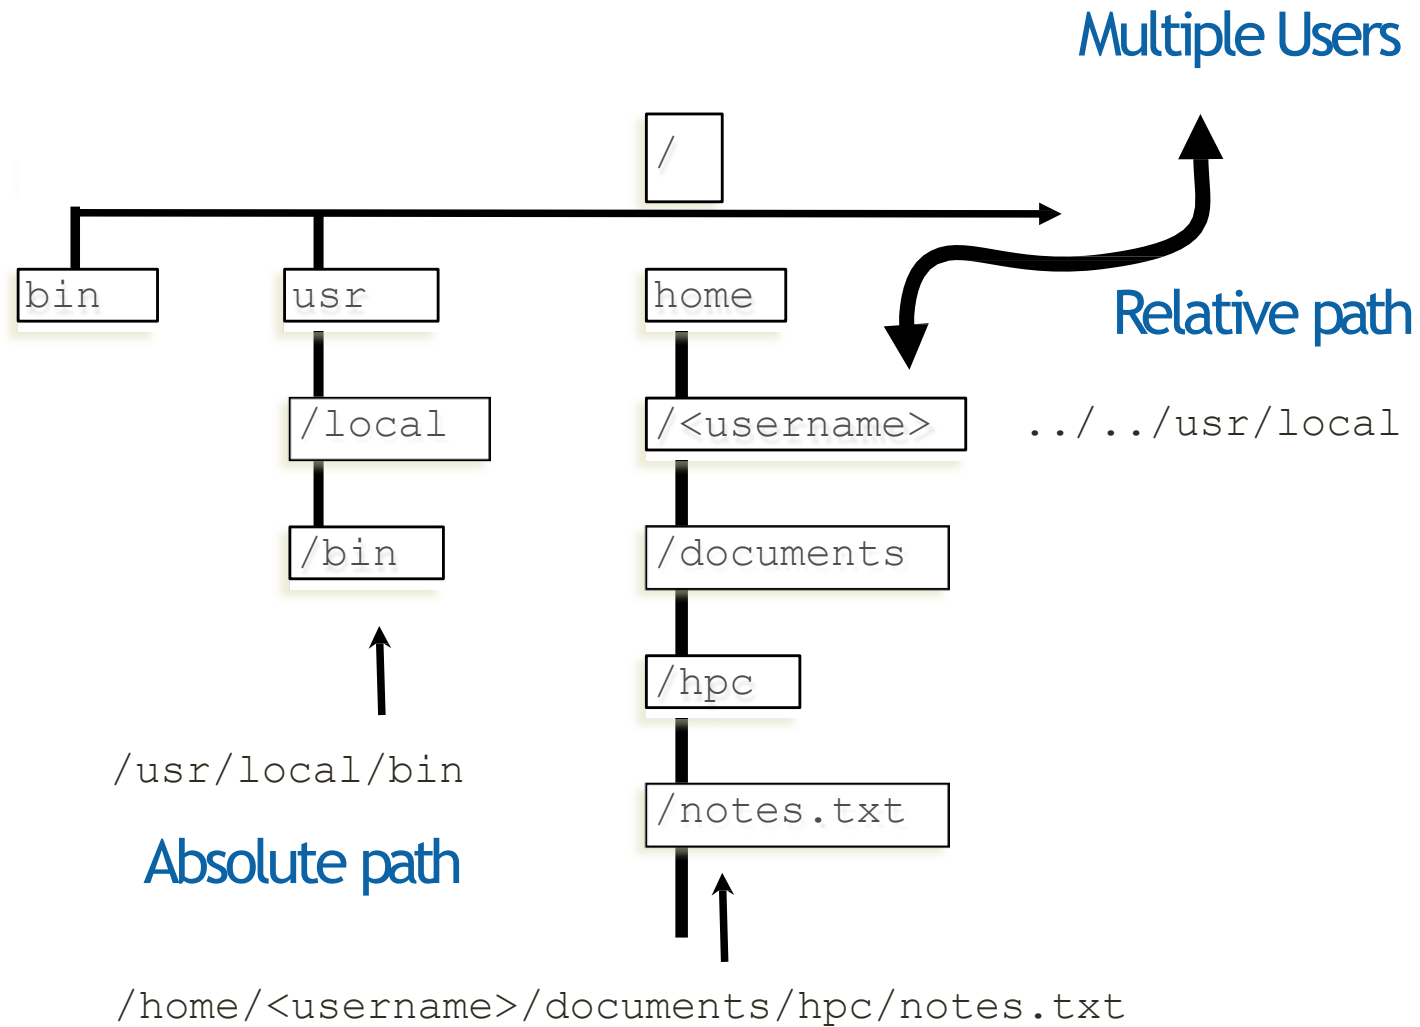 Multiple Users
/
bin
usr
home
Relative path
/local
/<username>
../../usr/local
/bin
/documents
/hpc
/usr/local/bin
/notes.txt
Absolute path
/home/<username>/documents/hpc/notes.txt